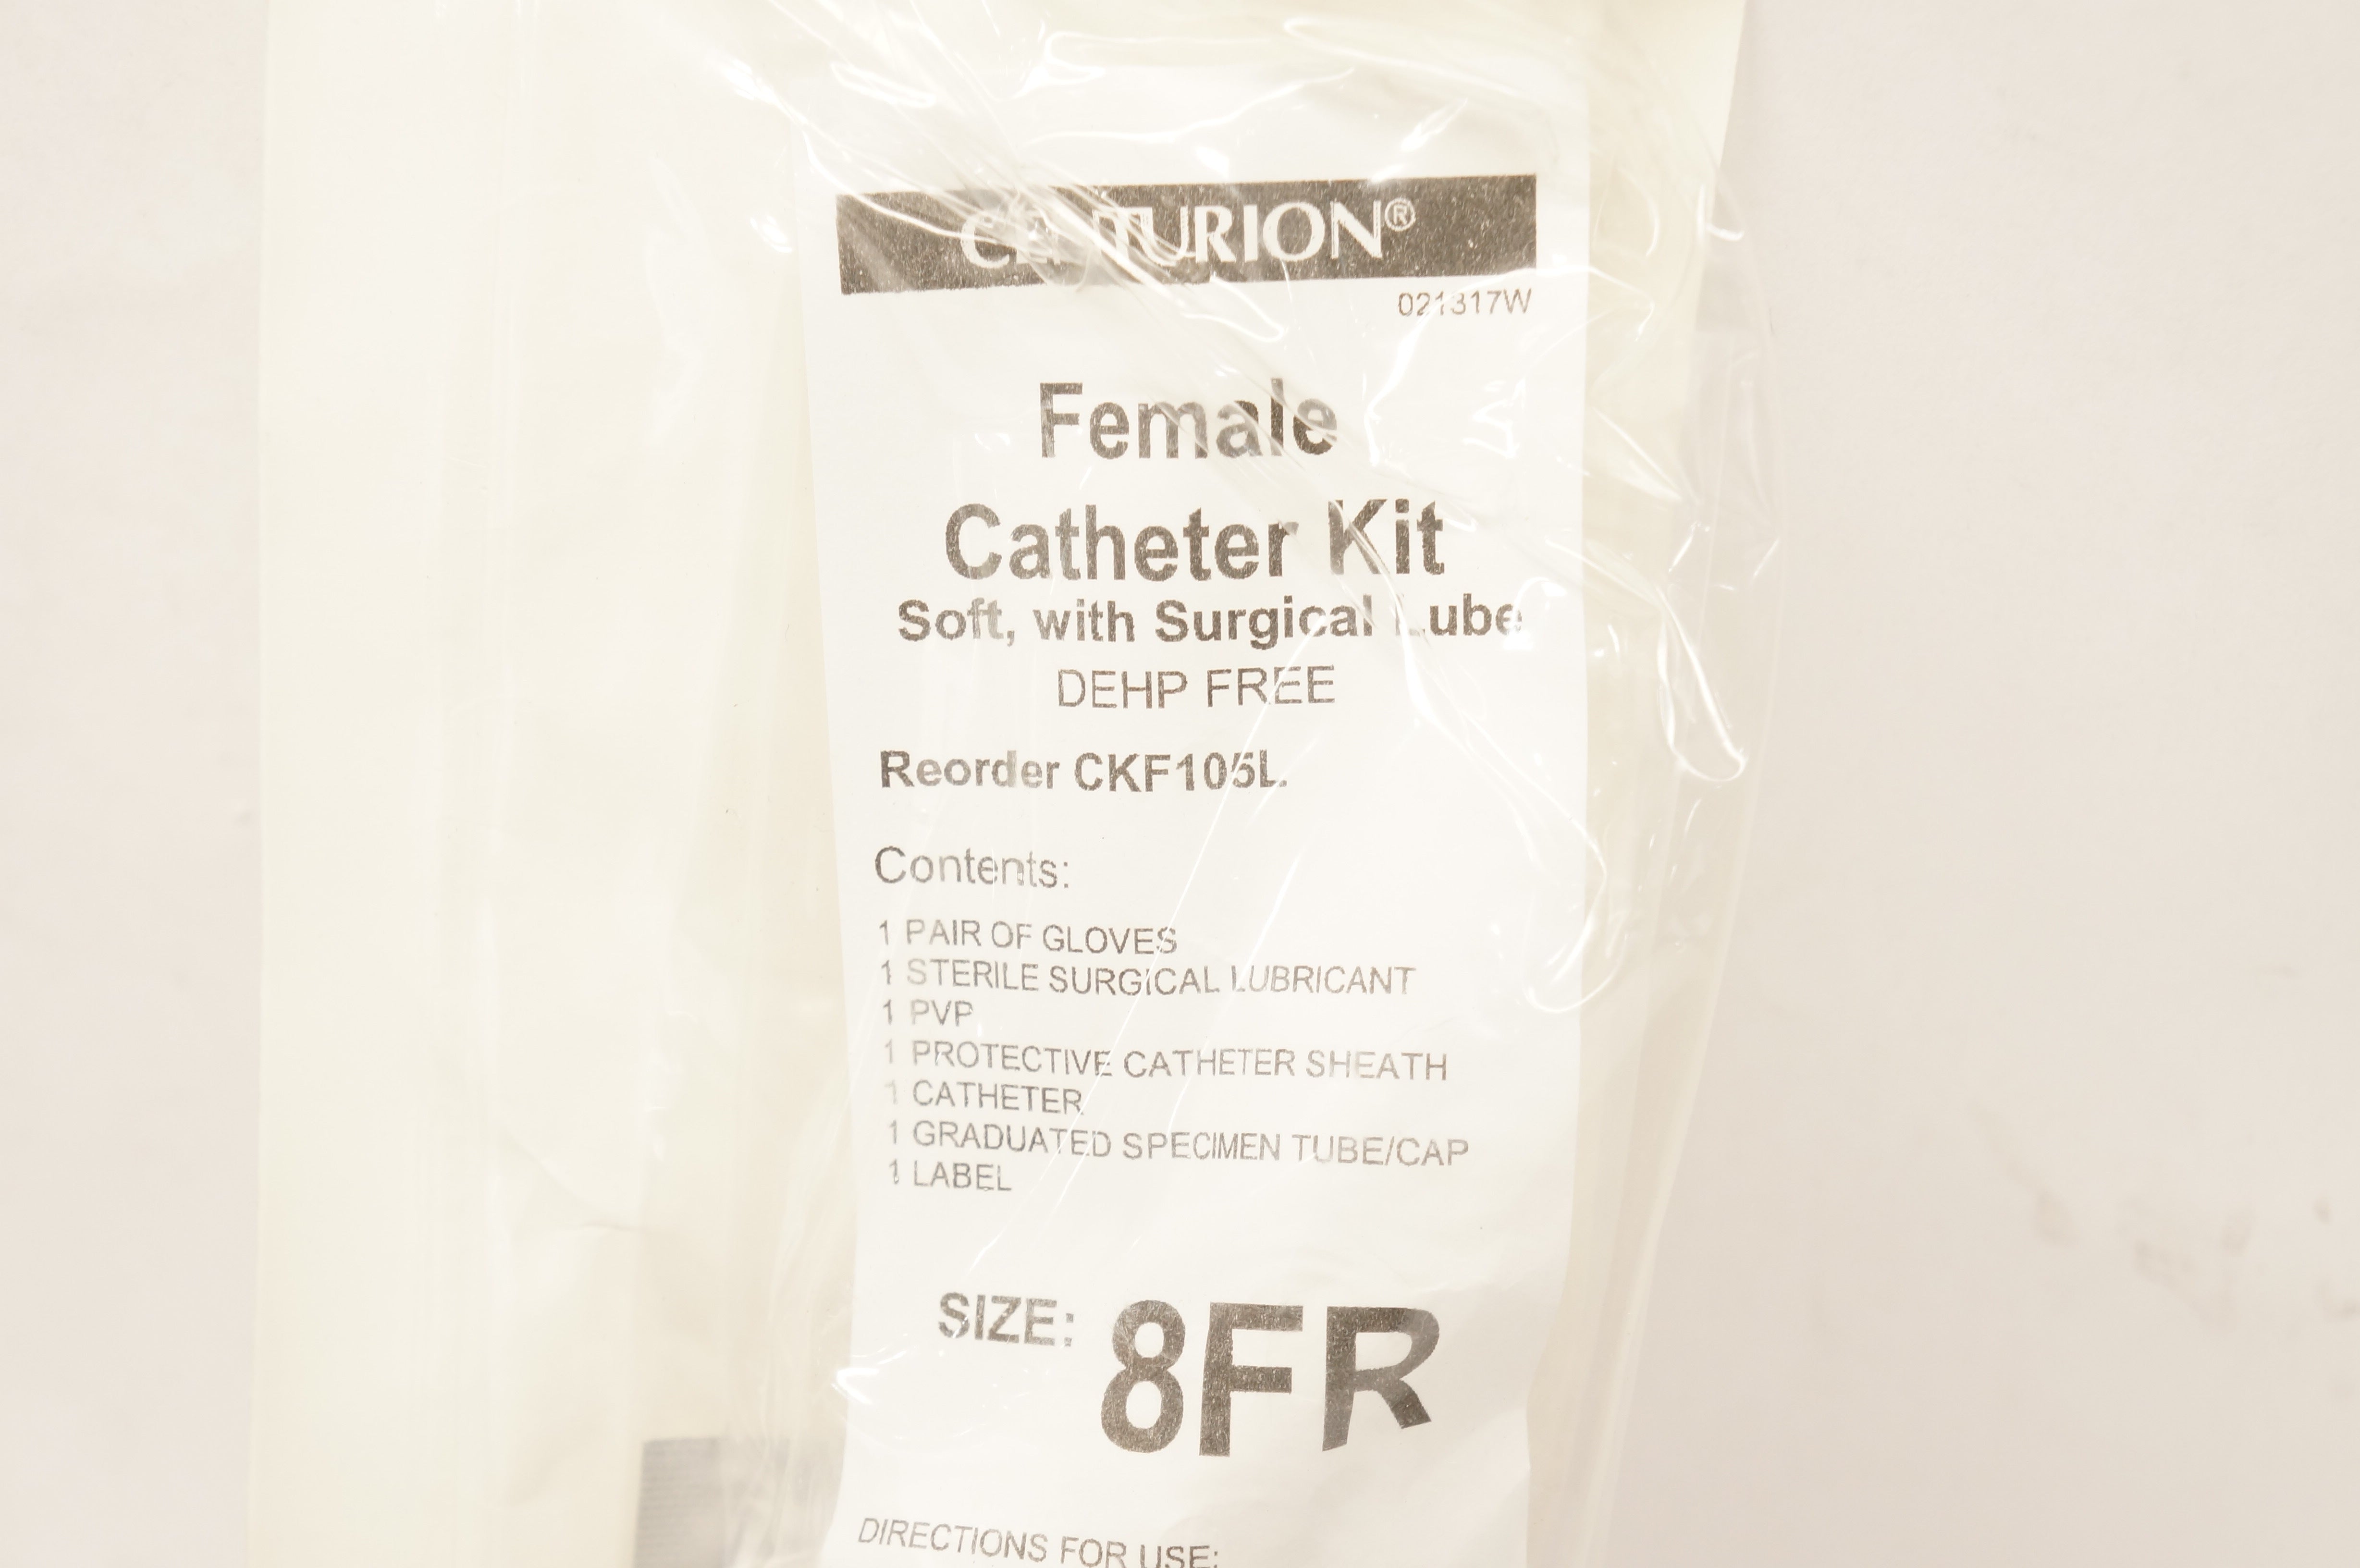 CENTURION®
021317W
Female
Catheter Kit
Soft, with Surgical Lube
DEHP FREE
Reorder CKF105L
Contents:
1 PAIR OF GLOVES
1 STERILE SURGICAL LUBRICANT
1 PVP
1 PROTECTIVE CATHETER SHEATH
1 CATHETER
1 GRADUATED SPECIMEN TUBE/CAP
1 LABEL
SIZE: 8FR
DIRECTIONS FOR USE: